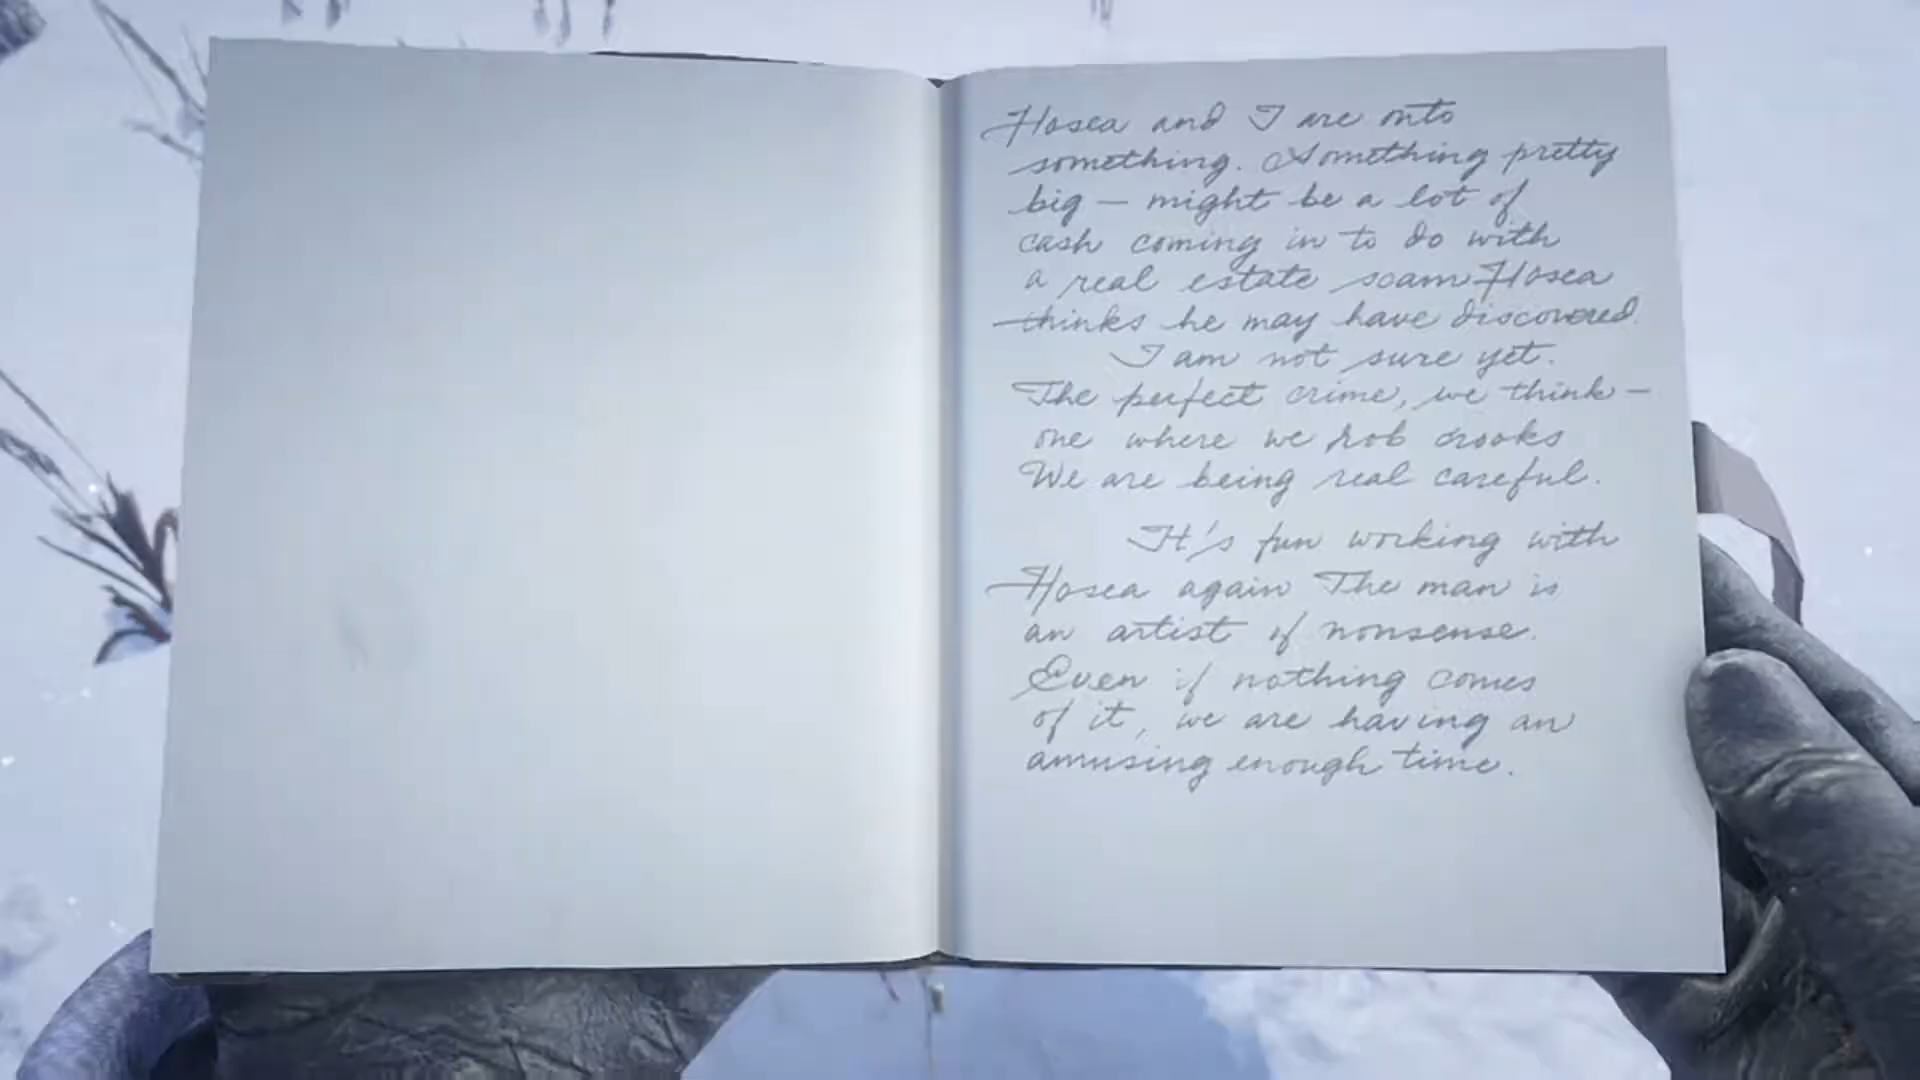 Hosea and I are onto
something. Something pretty
big — might be a lot of
cash coming in to do with
a real estate scam Hosea
thinks he may have discovered.
I am not sure yet.
The perfect crime, we think —
one where we rob crooks
We are being real careful.
It's fun working with
Hosea again The man is
an artist of nonsense.
Even if nothing comes
of it, we are having an
amusing enough time.